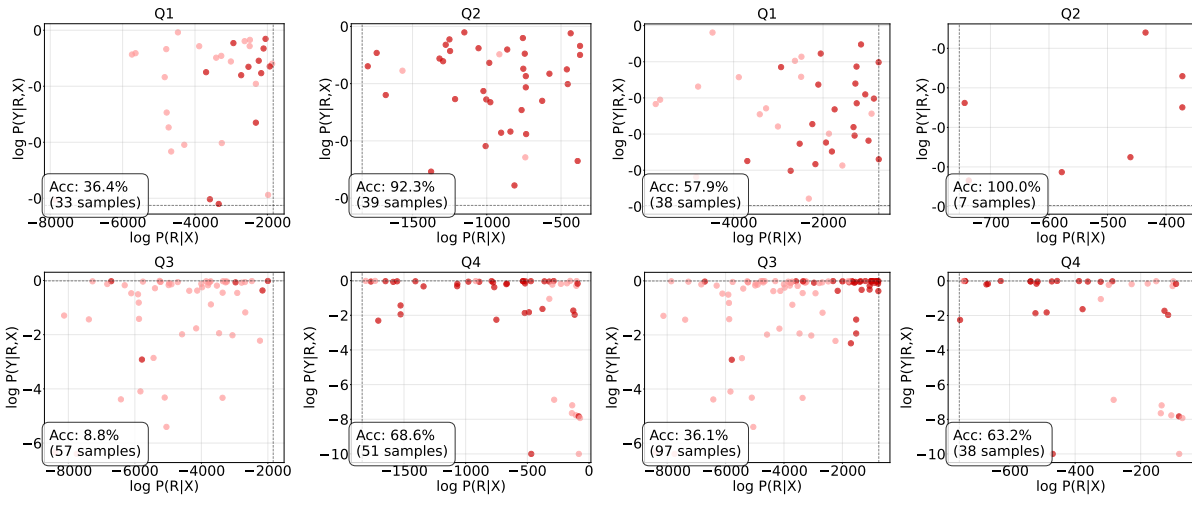 Q1
Q2
Q1
Q2
-0
-0
-0
-0
log P(Y|R,X)
Acc: 36.4%
(33 samples)
-8000
-6000
-4000
-2000
0
log P(R|X)
-0
-0
-0
-0
Acc: 92.3%
(39 samples)
-1500
-1000
-500
log P(R|X)
log P(Y|R,X)
-0
-0
-0
-0
Acc: 57.9%
(38 samples)
-4000
-2000
log P(R|X)
-0
-0
-0
-0
Acc: 100.0%
(7 samples)
-700
-600
-500
-400
log P(R|X)
Q3
Q4
Q3
Q4
log P(Y|R,X)
0
-2
-4
-6
Acc: 8.8%
(57 samples)
-8000
-6000
-4000
-2000
0
log P(R|X)
log P(Y|R,X)
0
-2
-4
-6
-8
-10
Acc: 68.6%
(51 samples)
-1500
-1000
-500
0
log P(R|X)
log P(Y|R,X)
0
-2
-4
-6
Acc: 36.1%
(97 samples)
-8000
-6000
-4000
-2000
log P(R|X)
log P(Y|R,X)
0
-2
-4
-6
-8
-10
Acc: 63.2%
(38 samples)
-600
-400
-200
log P(R|X)